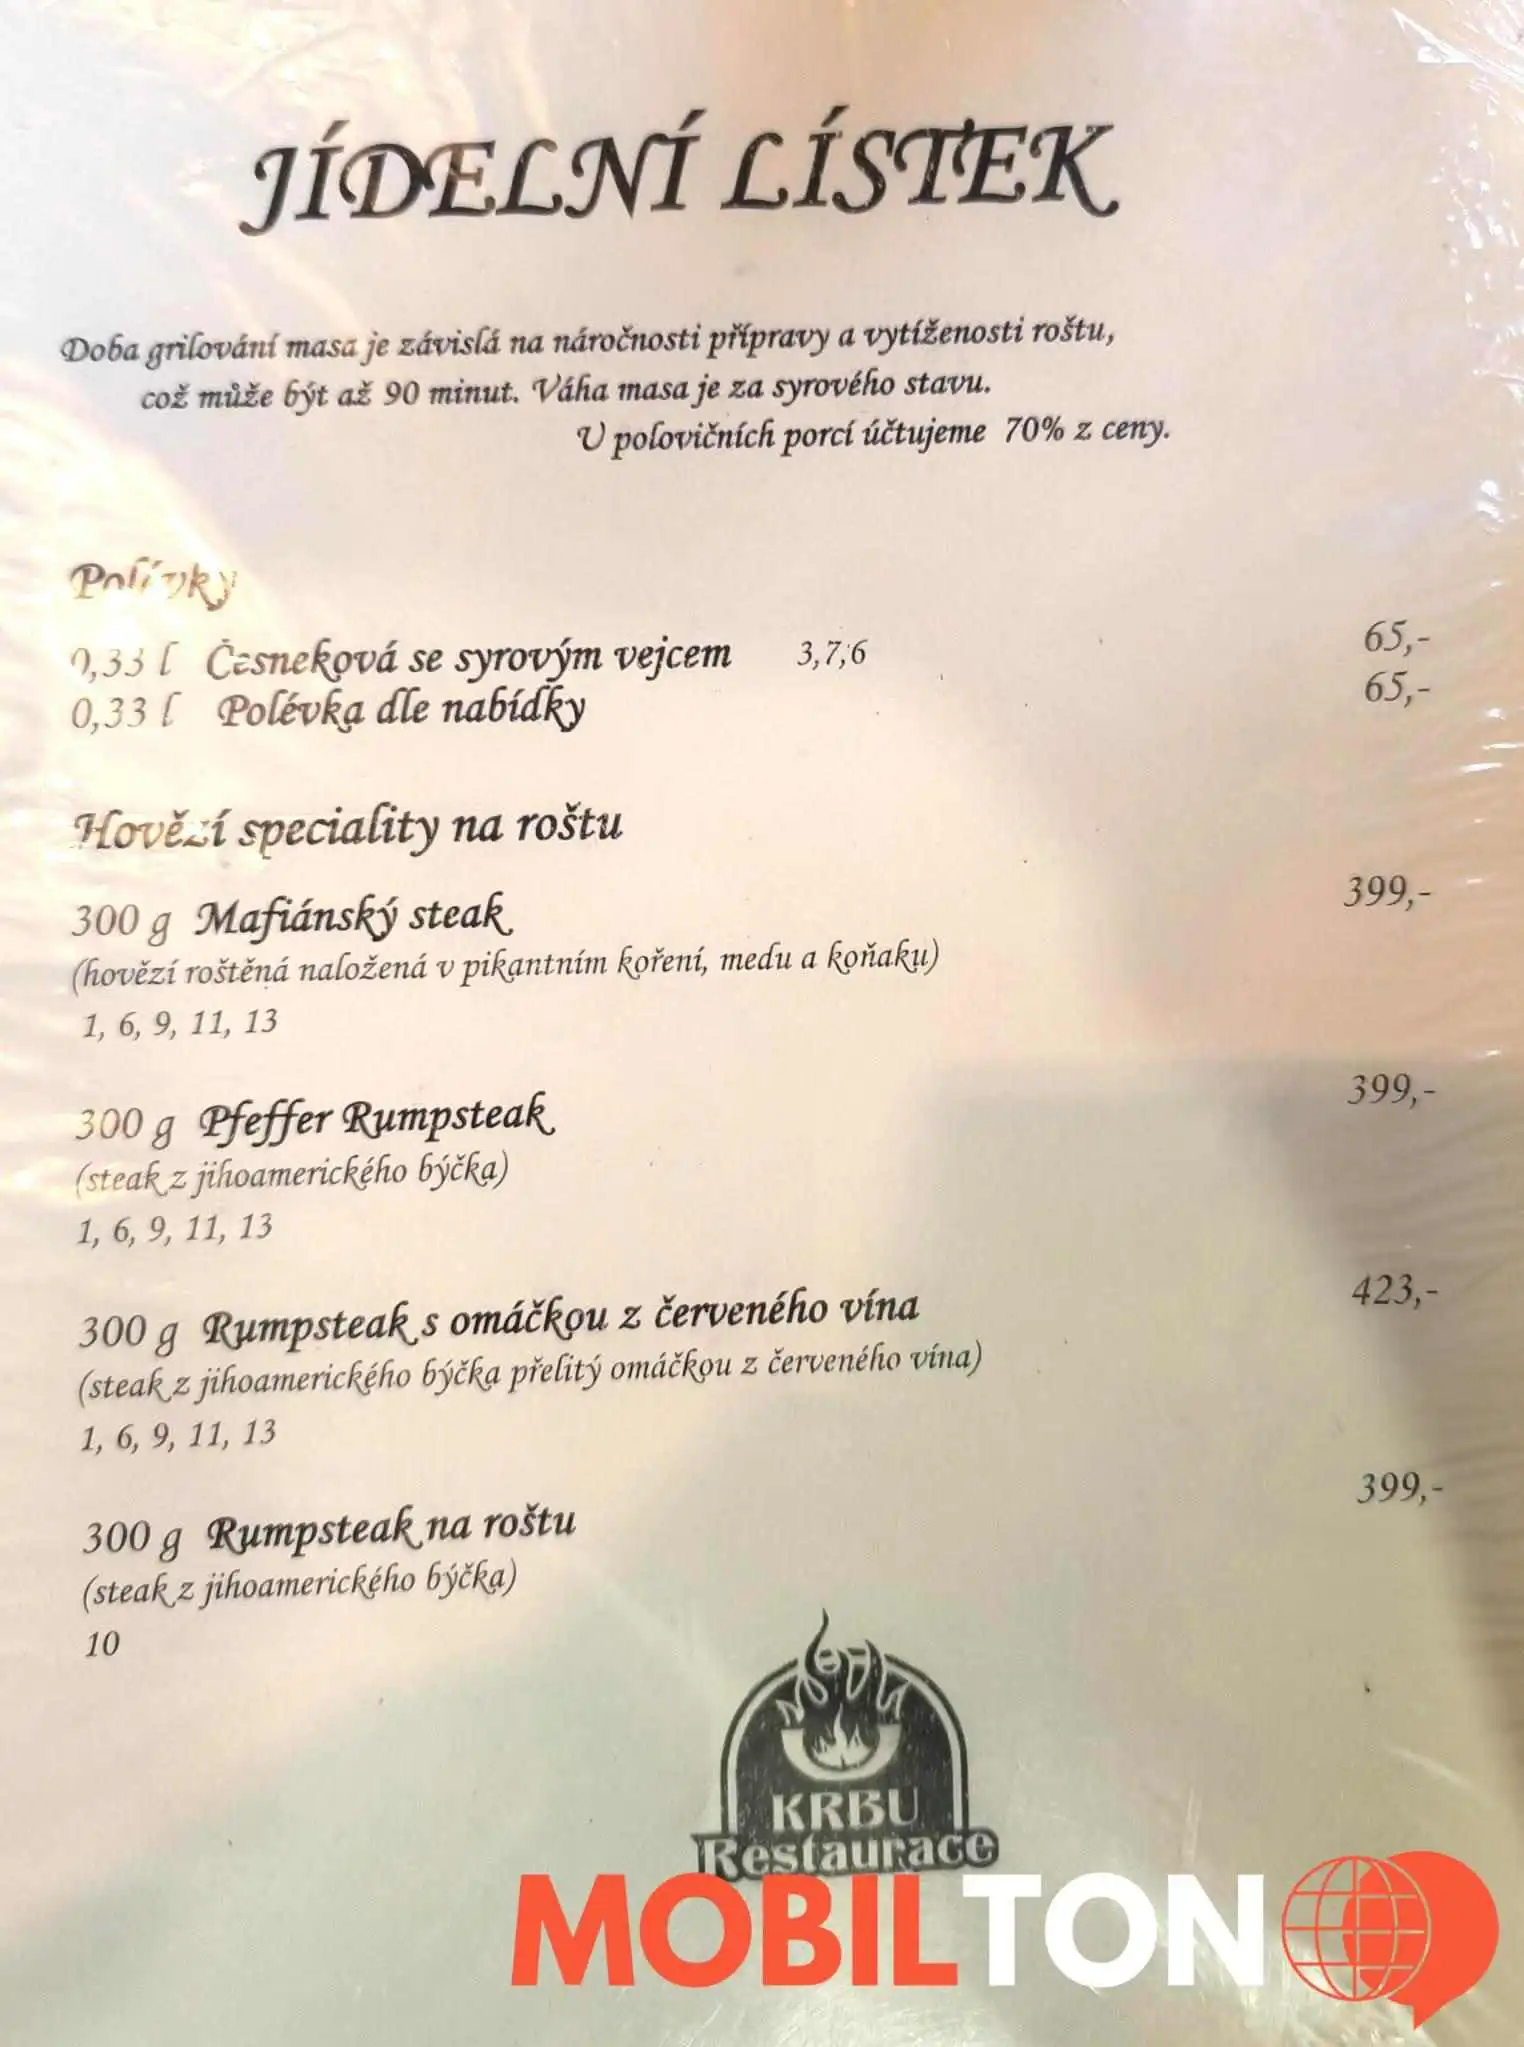 JÍDELNÍ LÍSTEK
Doba grilování masa je závislá na náročnosti přípravy a vytíženosti roštu,
což může být až 90 minut. Váha masa je za syrového stavu.
U polovičních porcí účtujeme 70% z ceny.
Polévky
0,33 l Česneková se syrovým vejcem 3,7,6 65,-
0,33 l Polévka dle nabídky 65,-
Hovězí speciality na roštu
300 g Mafiánský steak 399,-
(hovězí roštěná naložená v pikantním koření, medu a koňaku)
1, 6, 9, 11, 13
300 g Pfeffer Rumpsteak 399,-
(steak z jihoamerického býčka)
1, 6, 9, 11, 13
300 g Rumpsteak s omáčkou z červeného vína 423,-
(steak z jihoamerického býčka přelitý omáčkou z červeného vína)
1, 6, 9, 11, 13
300 g Rumpsteak na roštu 399,-
(steak z jihoamerického býčka)
10
KRBU
Restaurace
MOBILTON